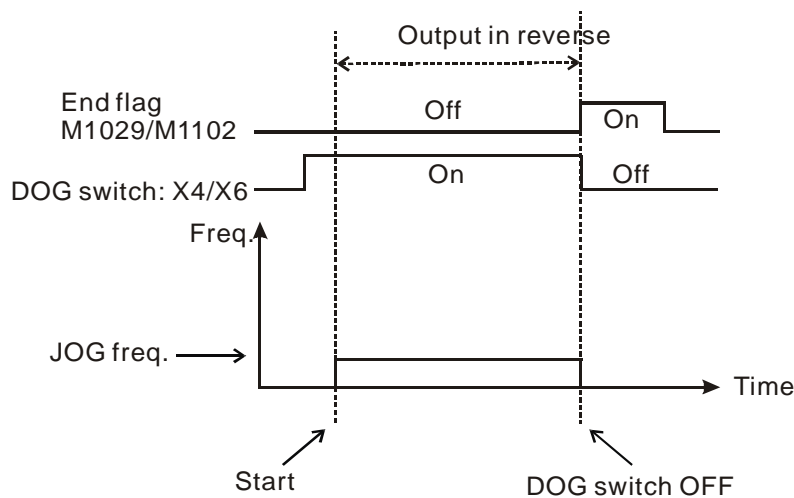 Output in reverse
End flag
M1029/M1102
Off
On
DOG switch: X4/X6
On
Off
Freq.
JOG freq.
Time
Start
DOG switch OFF